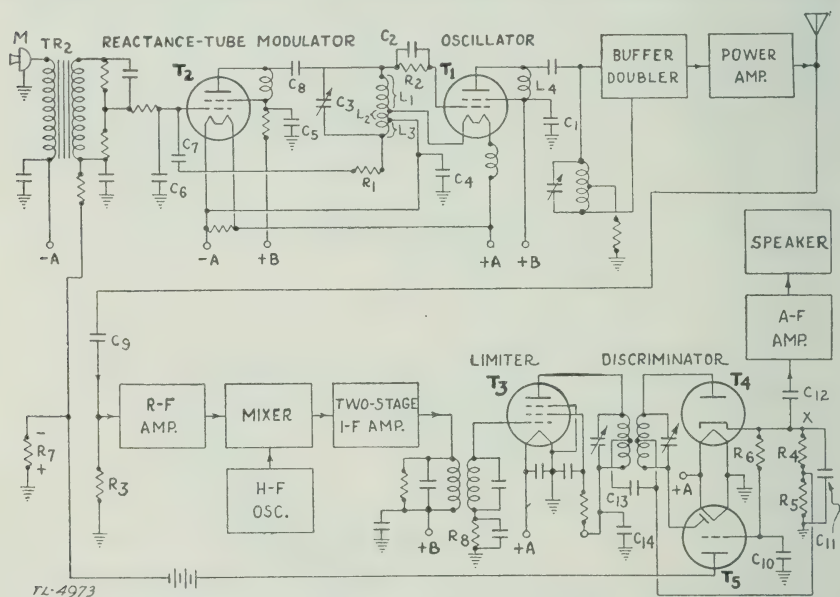 M
TR2
REACTANCE-TUBE MODULATOR
C2
OSCILLATOR
T2
R2
T1
C8
C3
L1
L2
L3
L4
C5
C1
C7
C6
R1
C4
-A
-A
+B
+A
+B
BUFFER
DOUBLER
POWER
AMP.
SPEAKER
A-F
AMP.
C9
LIMITER
DISCRIMINATOR
T3
T4
C12
X
R-F
AMP.
MIXER
TWO-STAGE
I-F AMP.
H-F
OSC.
-
R7
+
R3
R6
R4
R5
+A
C13
C14
R8
+B
+A
C11
C10
T5
TL-4973